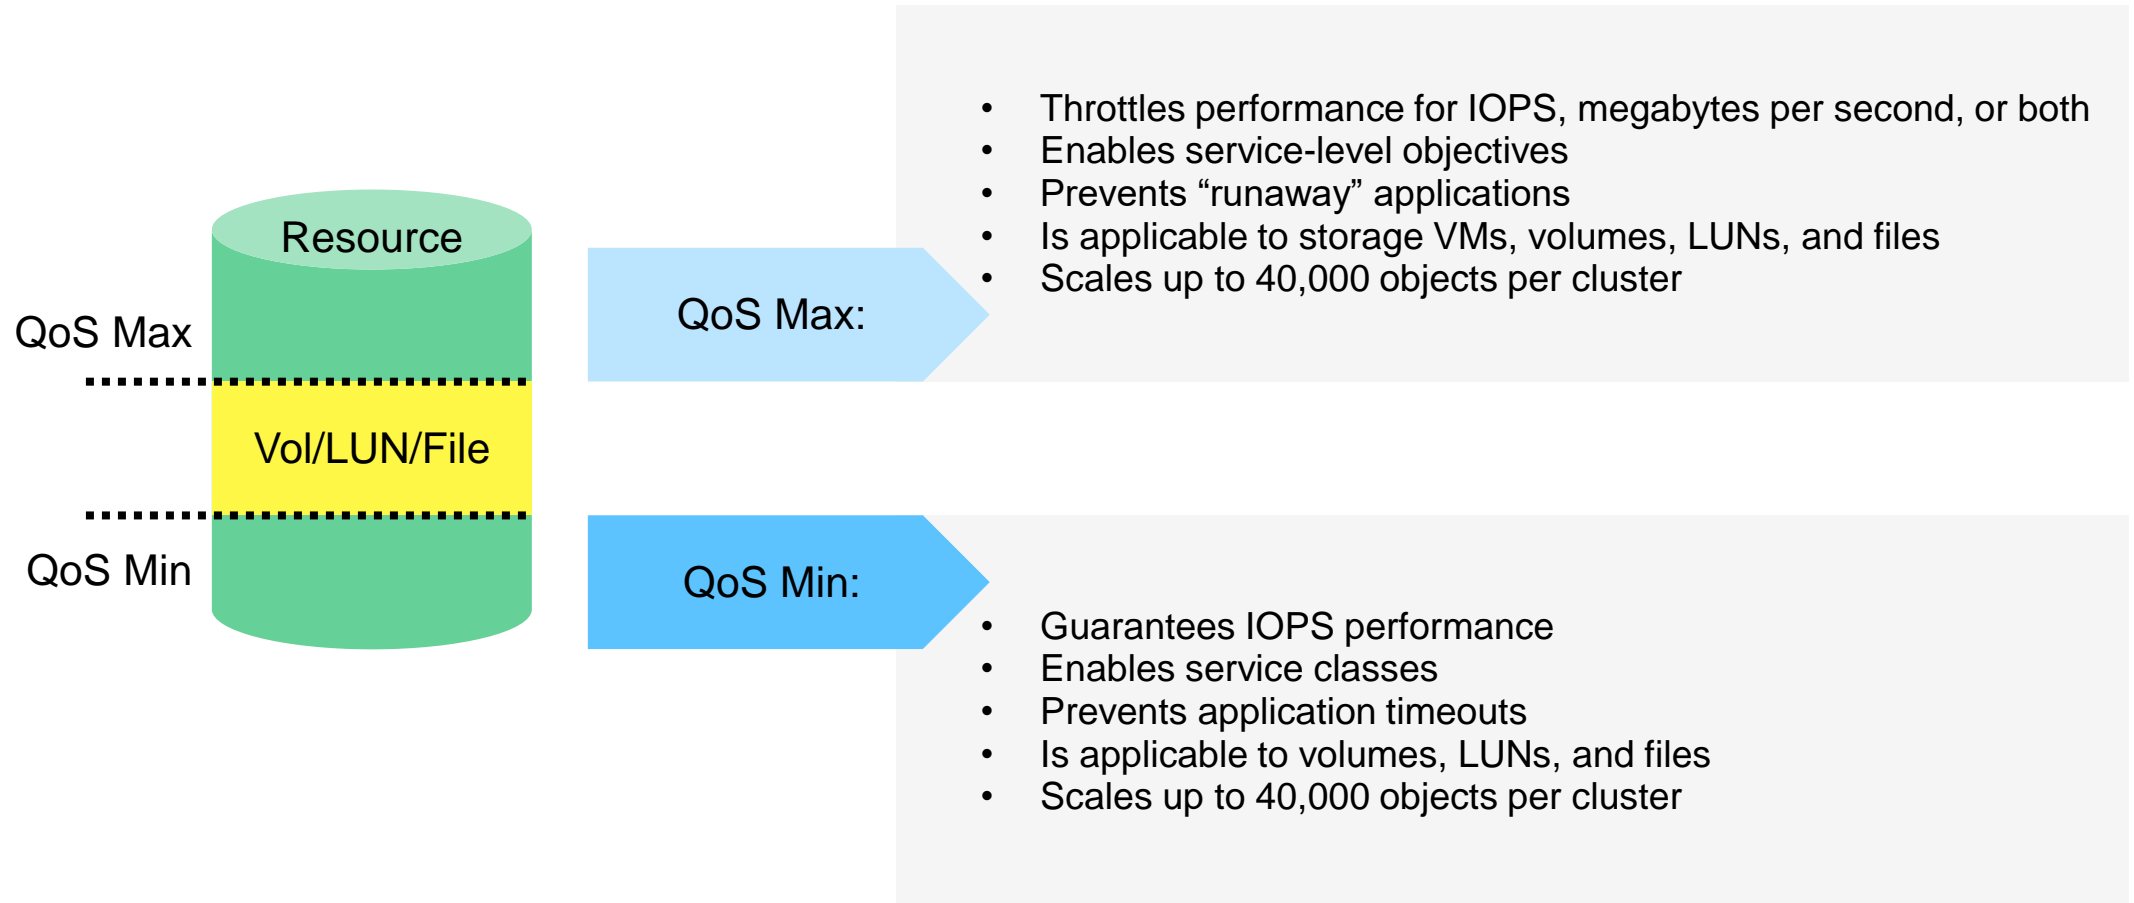 Resource
QoS Max
Vol/LUN/File
QoS Min
QoS Max:
• Throttles performance for IOPS, megabytes per second, or both
• Enables service-level objectives
• Prevents “runaway” applications
• Is applicable to storage VMs, volumes, LUNs, and files
• Scales up to 40,000 objects per cluster
QoS Min:
• Guarantees IOPS performance
• Enables service classes
• Prevents application timeouts
• Is applicable to volumes, LUNs, and files
• Scales up to 40,000 objects per cluster